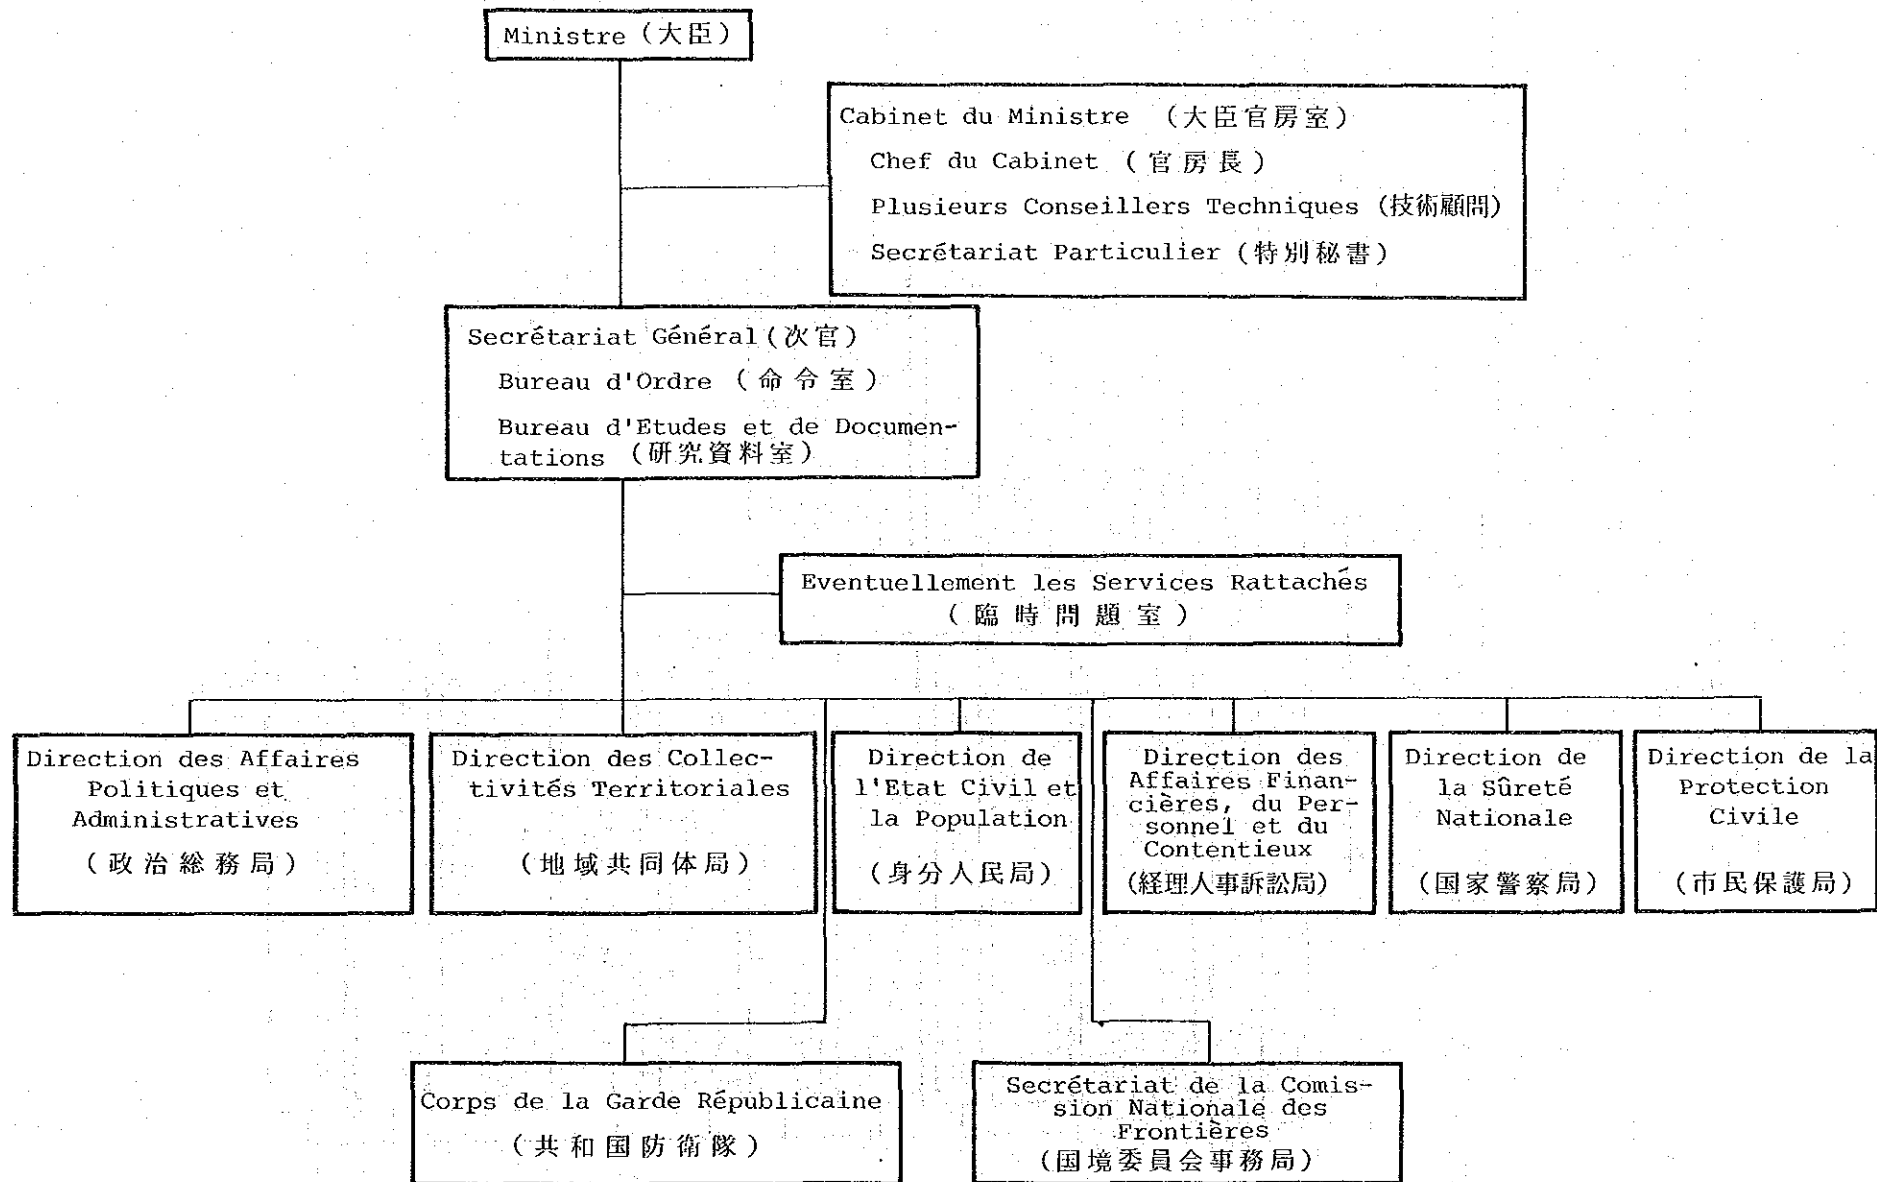 Ministre (大臣)
Cabinet du Ministre (大臣官房室)
Chef du Cabinet (官房長)
Plusieurs Conseillers Techniques (技術顧問)
Secrétariat Particulier (特別秘書)
Secrétariat Général (次官)
Bureau d'Ordre (命令室)
Bureau d'Etudes et de Documen-
tations (研究資料室)
Eventuellement les Services Rattachés
(臨時問題室)
Direction des Affaires
Politiques et
Administratives
(政治総務局)
Direction des Collec-
tivités Territoriales
(地域共同体局)
Direction de
l'Etat Civil et
la Population
(身分人民局)
Direction des
Affaires Finan-
cières, du Per-
sonnel et du
Contentieux
(経理人事訴訟局)
Direction de
la Sûreté
Nationale
(国家警察局)
Direction de la
Protection
Civile
(市民保護局)
Corps de la Garde Républicaine
(共和国防衛隊)
Secrétariat de la Comis-
sion Nationale des
Frontières
(国境委員会事務局)